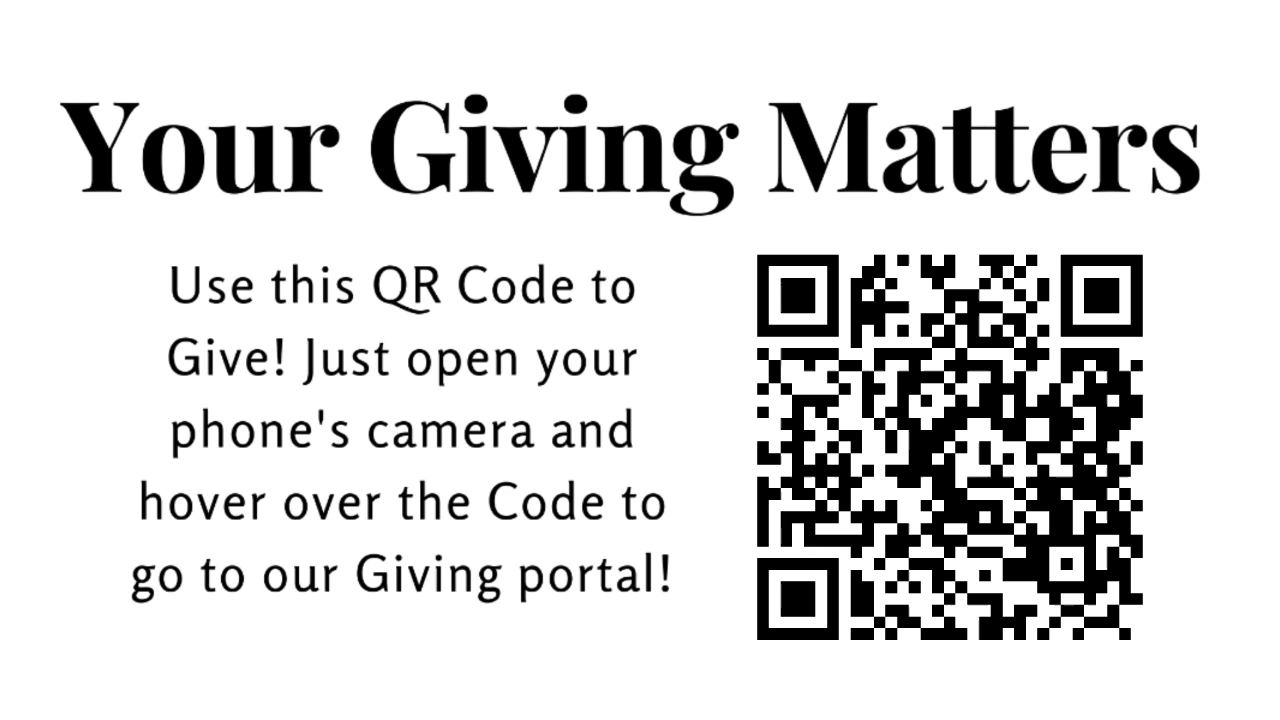 Your Giving Matters
Use this QR Code to
Give! Just open your
phone's camera and
hover over the Code to
go to our Giving portal!